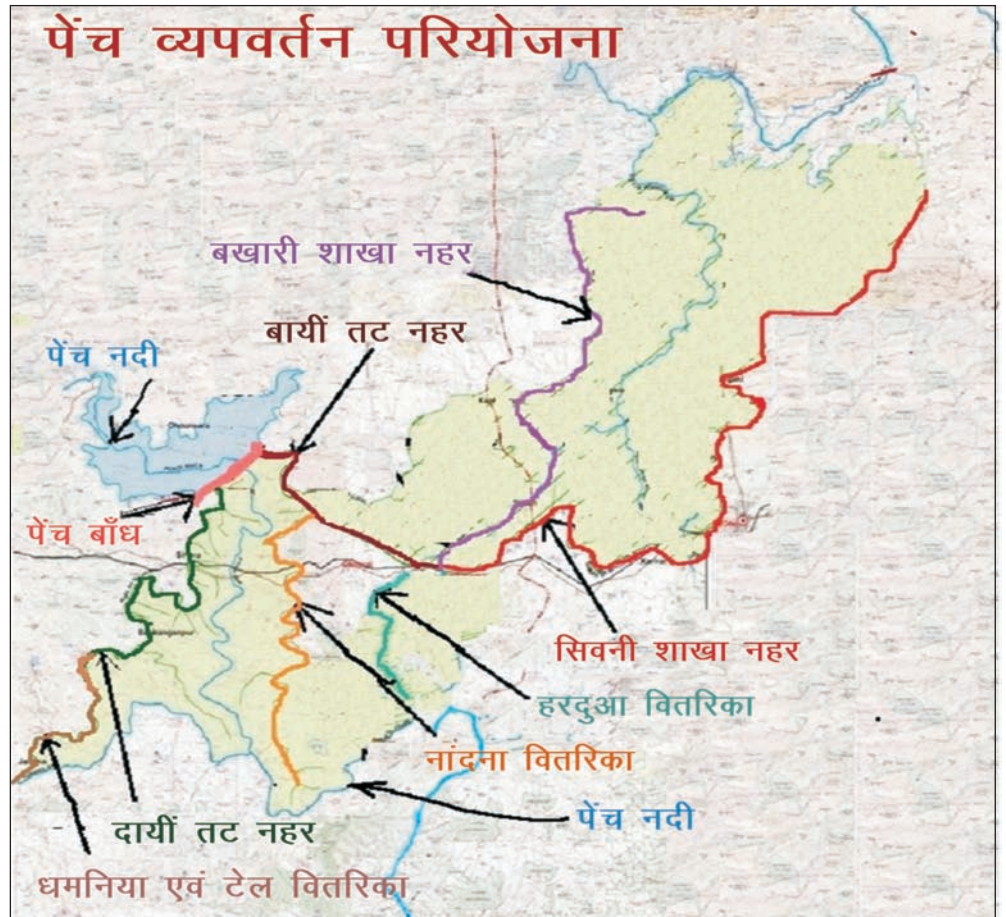 पेंच व्यपवर्तन परियोजना
बखारी शाखा नहर
बायीं तट नहर
पेंच नदी
पेंच बाँध
सिवनी शाखा नहर
हरदुआ वितरिका
नांदना वितरिका
पेंच नदी
दायीं तट नहर
धमनिया एवं टेल वितरिका